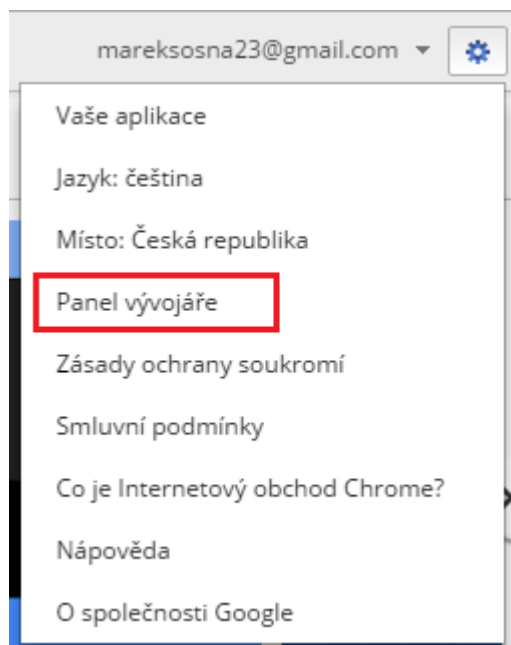 mareksosna23@gmail.com
Vaše aplikace
Jazyk: čeština
Místo: Česká republika
Panel vývojáře
Zásady ochrany soukromí
Smluvní podmínky
Co je Internetový obchod Chrome?
Nápověda
O společnosti Google